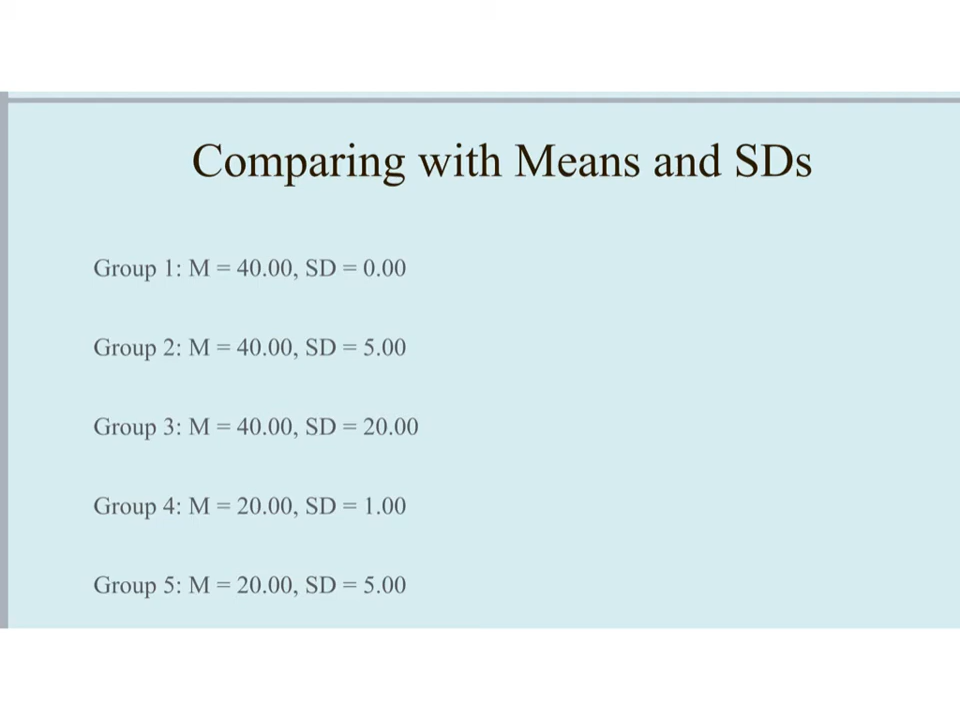 Comparing with Means and SDs
Group 1: M = 40.00, SD = 0.00
Group 2: M = 40.00, SD = 5.00
Group 3: M = 40.00, SD = 20.00
Group 4: M = 20.00, SD = 1.00
Group 5: M = 20.00, SD = 5.00